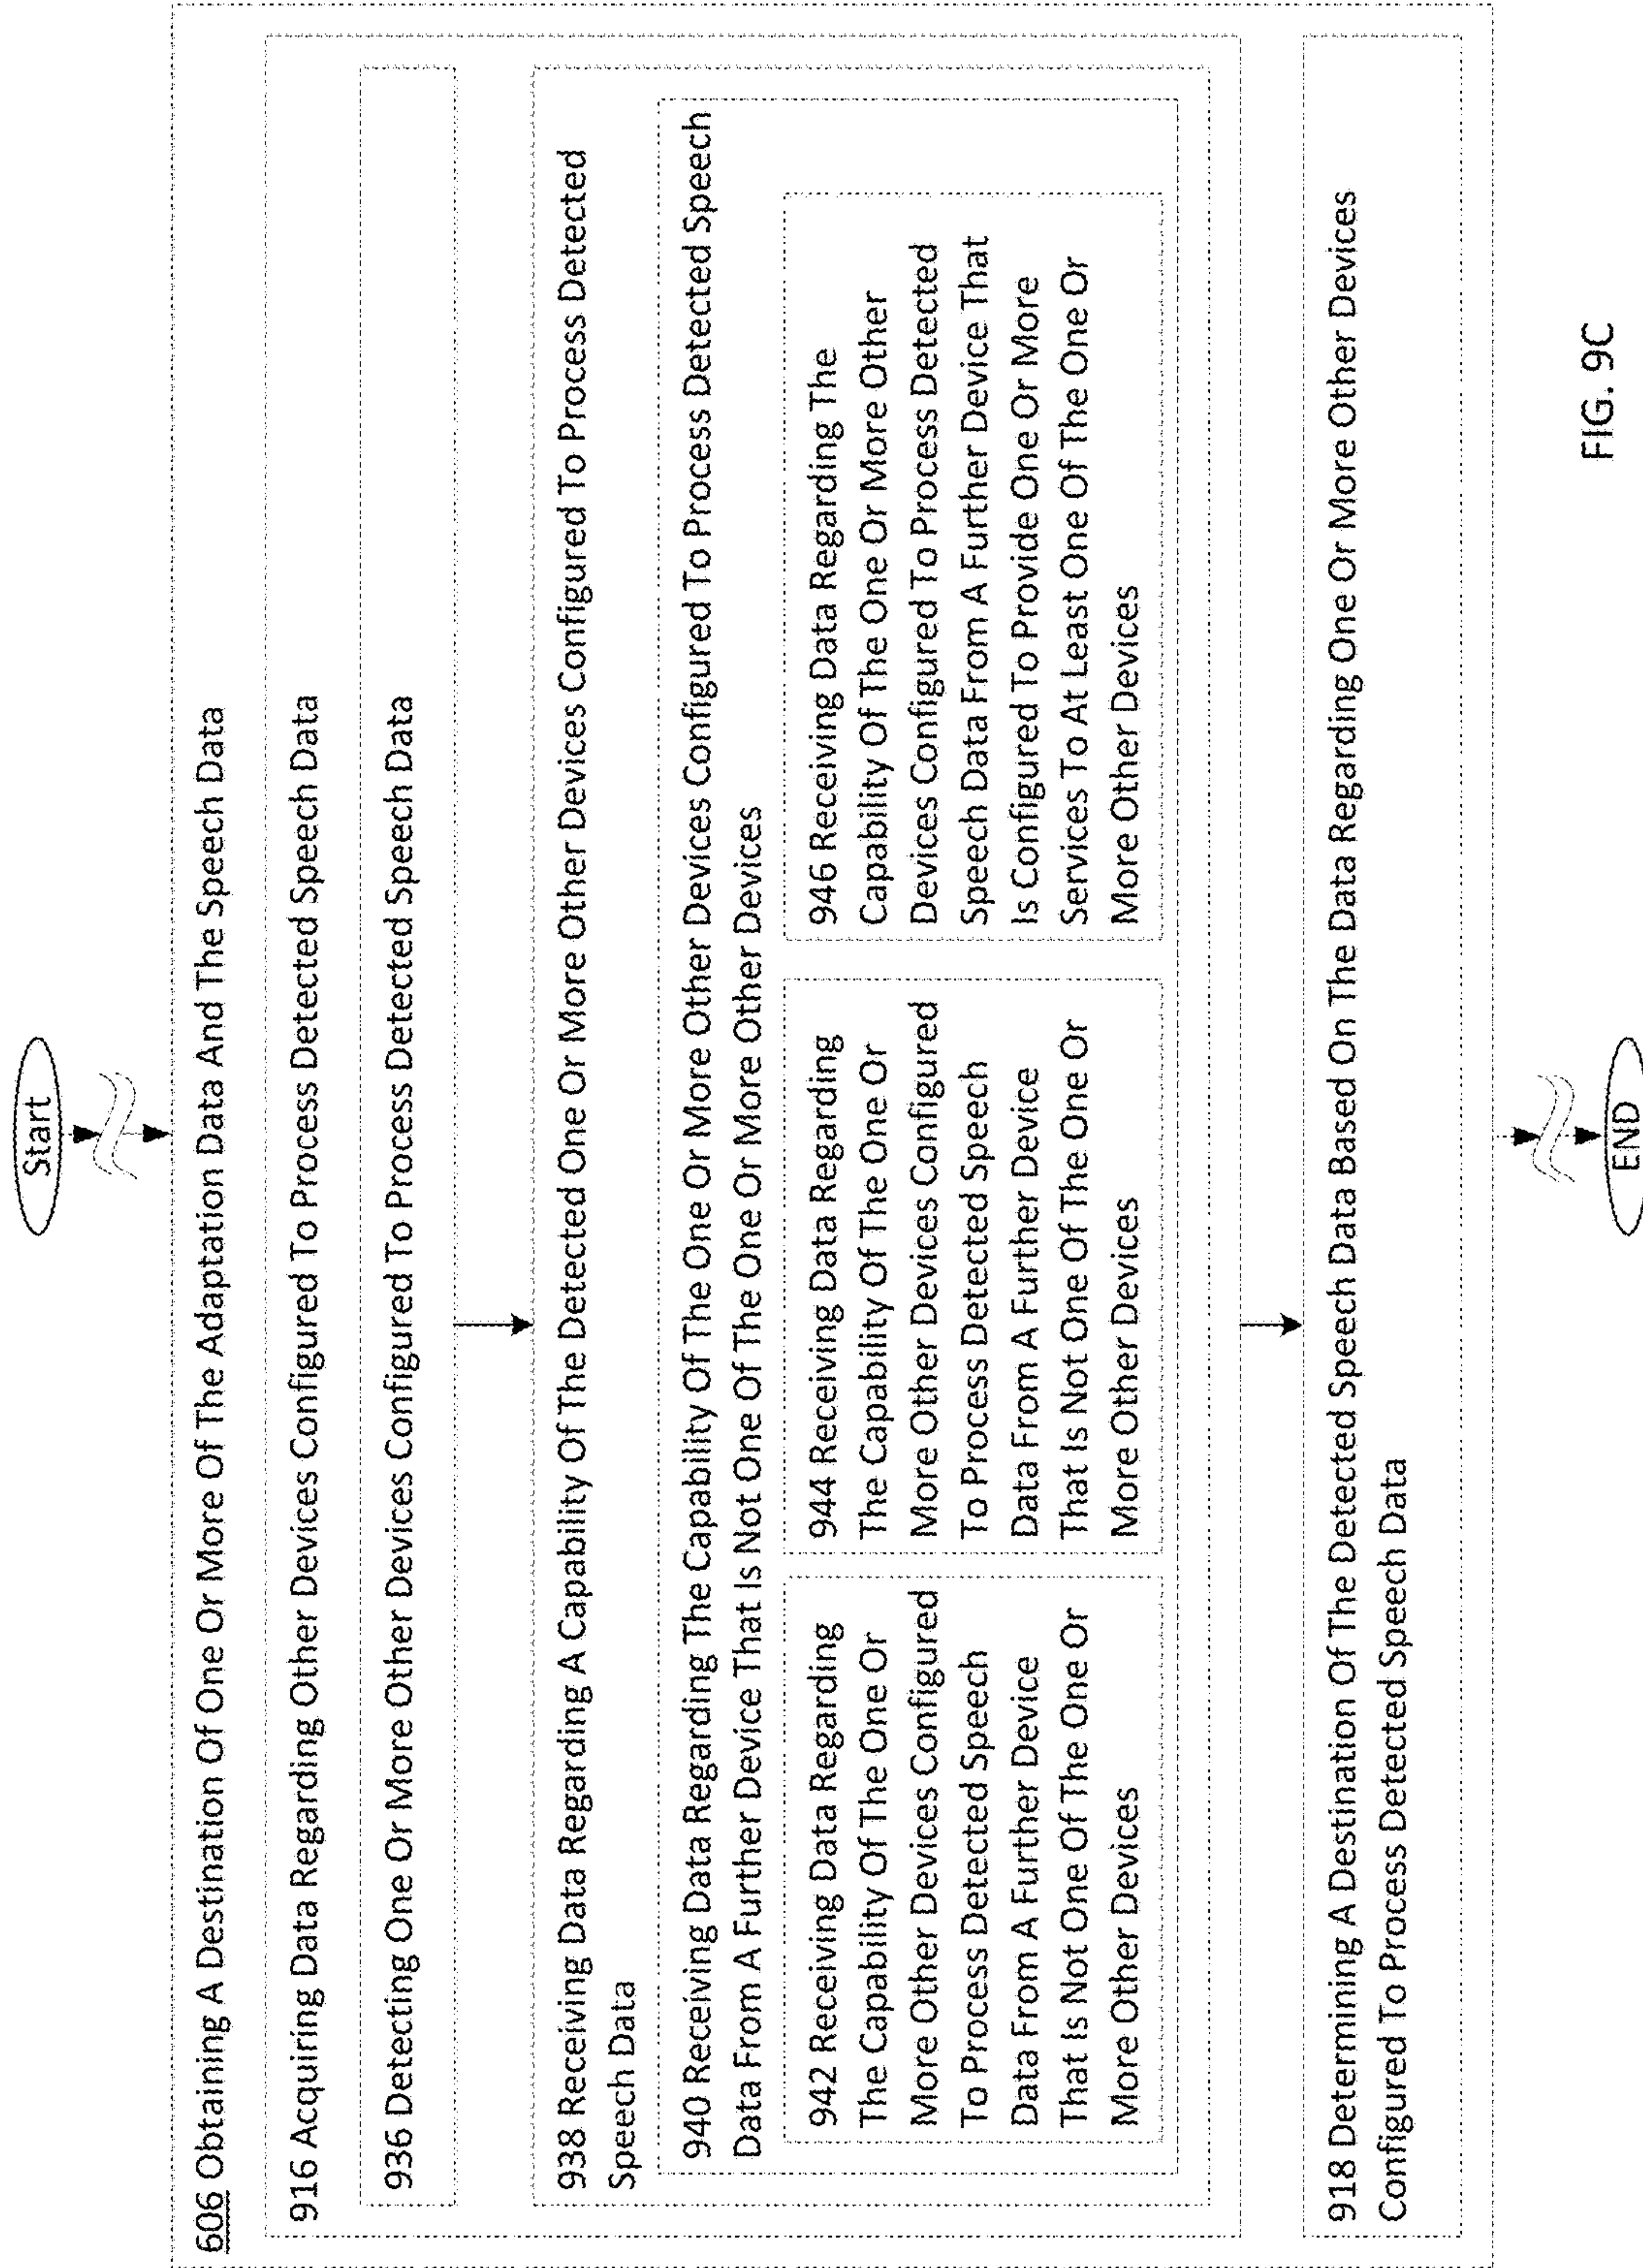 Start
606 Obtaining A Destination Of One Or More Of The Adaptation Data And The Speech Data
916 Acquiring Data Regarding Other Devices Configured To Process Detected Speech Data
936 Detecting One Or More Other Devices Configured To Process Detected Speech Data
938 Receiving Data Regarding A Capability Of The Detected One Or More Other Devices Configured To Process Detected
Speech Data
940 Receiving Data Regarding The Capability Of The One Or More Other Devices Configured To Process Detected Speech
Data From A Further Device That Is Not One Of The One Or More Other Devices
942 Receiving Data Regarding
The Capability Of The One Or
More Other Devices Configured
To Process Detected Speech
Data From A Further Device
That Is Not One Of The One Or
More Other Devices
944 Receiving Data Regarding
The Capability Of The One Or
More Other Devices Configured
To Process Detected Speech
Data From A Further Device
That Is Not One Of The One Or
More Other Devices
946 Receiving Data Regarding The
Capability Of The One Or More Other
Devices Configured To Process Detected
Speech Data From A Further Device That
Is Configured To Provide One Or More
Services To At Least One Of The One Or
More Other Devices
918 Determining A Destination Of The Detected Speech Data Based On The Data Regarding One Or More Other Devices
Configured To Process Detected Speech Data
END
FIG. 9C